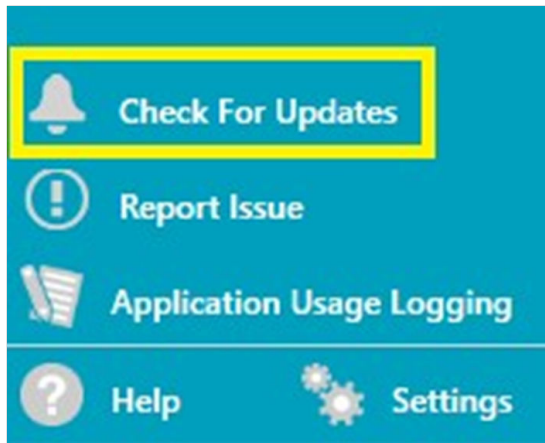 Check For Updates
Report Issue
Application Usage Logging
Help Settings